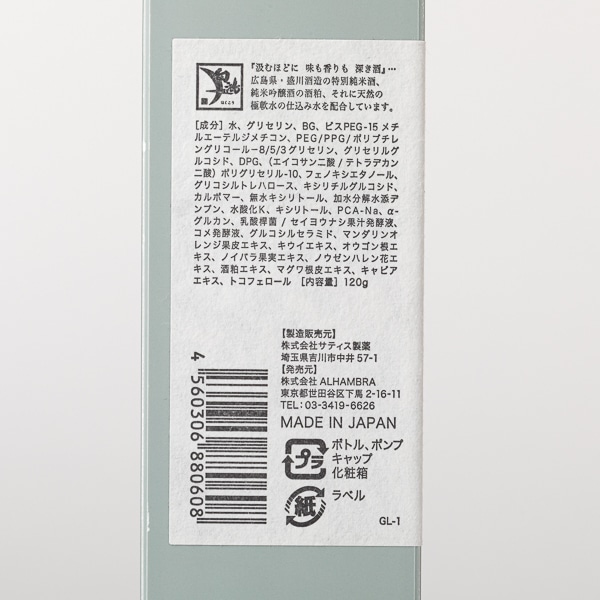 『汲むほどに 味も香りも 深き酒』…
広島県・盛川酒造の特別純米酒、
純米吟醸酒の酒粕、それに天然の
極軟水の仕込み水を配合しています。
はくこう
［成分］水、グリセリン、BG、ビスPEG-15 メチ
ルエーテルジメチコン、PEG/PPG/ポリブチレ
ングリコール-8/5/3グリセリン、グリセリルグ
ルコシド、DPG、（エイコサン二酸 / テトラデカン
二酸）ポリグリセリル-10、フェノキシエタノール、
グリコシルトレハロース、キシリチルグルコシド、
カルボマー、無水キシリトール、加水分解水添デ
ンプン、水酸化K、キシリトール、PCA-Na、α-
グルカン、乳酸桿菌 / セイヨウナシ果汁発酵液、
コメ発酵液、グルコシルセラミド、マンダリンオ
レンジ果皮エキス、キウイエキス、オウゴン根エ
キス、ノイバラ果実エキス、ノウゼンハレン花エ
キス、酒粕エキス、マグワ根皮エキス、キャビア
エキス、トコフェロール ［内容量］120g
【製造販売元】
株式会社サティス製薬
埼玉県吉川市中井 57-1
【発売元】
株式会社 ALHAMBRA
東京都世田谷区下馬 2-16-11
TEL：03-3419-6626
MADE IN JAPAN
プラ
ボトル、ポンプ
キャップ
化粧箱
紙
ラベル
GL-1
4 560306 880608